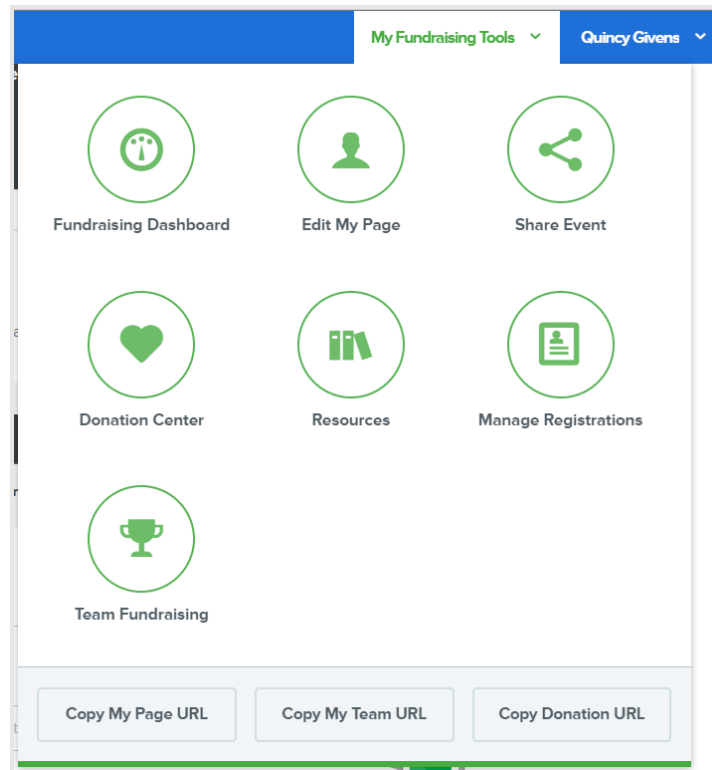 My Fundraising Tools
Quincy Givens
Fundraising Dashboard
Edit My Page
Share Event
Donation Center
Resources
Manage Registrations
Team Fundraising
Copy My Page URL
Copy My Team URL
Copy Donation URL